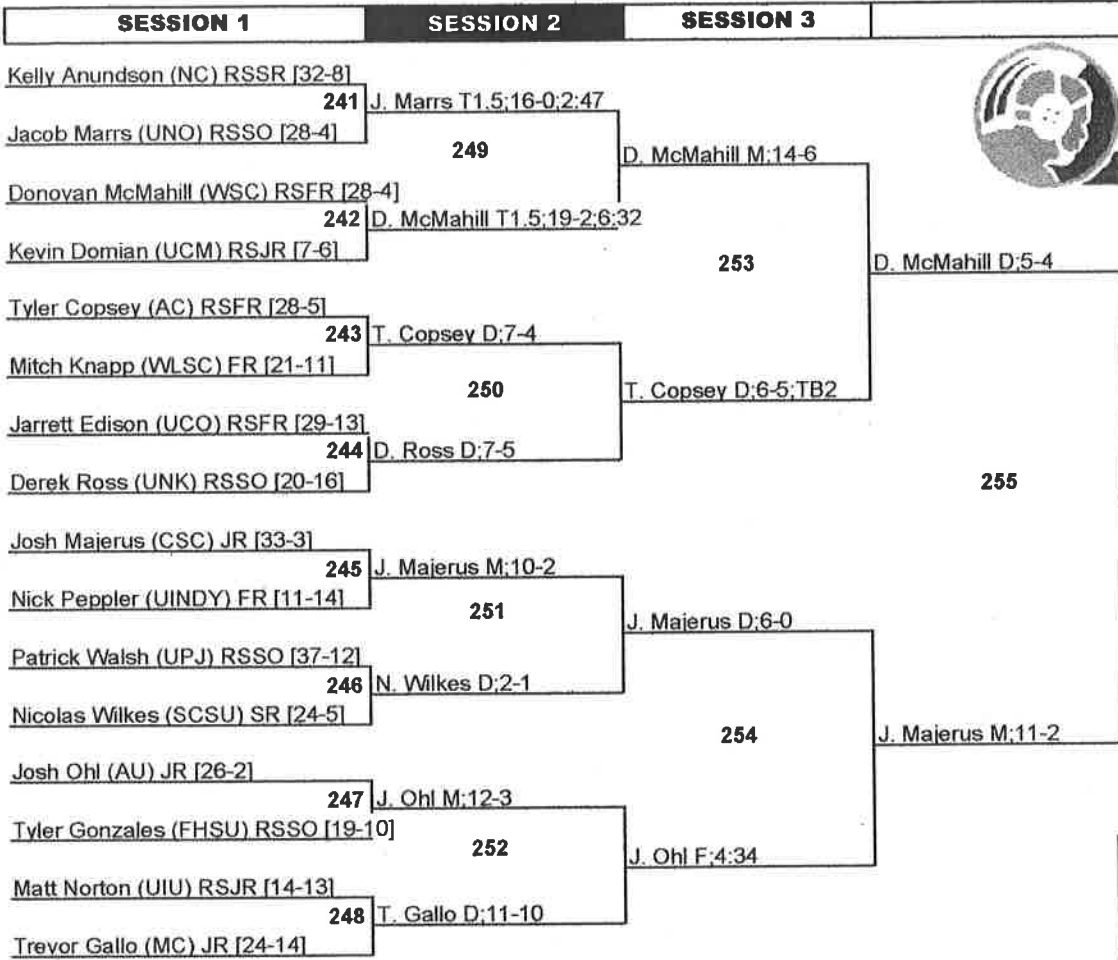 SESSION 1 SESSION 2 SESSION 3
Kelly Anundson (NC) RSSR [32-8]
241 J. Marrs T1.5;16-0;2:47
Jacob Marrs (UNO) RSSO [28-4]
249
D. McMahill M;14-6
Donovan McMahill (WSC) RSFR [28-4]
242 D. McMahill T1.5;19-2;6:32
Kevin Domian (UCM) RSJR [7-6]
253
D. McMahill D;5-4
Tyler Copsey (AC) RSFR [28-5]
243 T. Copsey D;7-4
Mitch Knapp (WLSC) FR [21-11]
250
T. Copsey D;6-5;TB2
Jarrett Edison (UCO) RSFR [29-13]
244 D. Ross D;7-5
Derek Ross (UNK) RSSO [20-16]
255
Josh Majerus (CSC) JR [33-3]
245 J. Majerus M;10-2
Nick Peppler (UINDY) FR [11-14]
251
J. Majerus D;6-0
Patrick Walsh (UPJ) RSSO [37-12]
246 N. Wilkes D;2-1
Nicolas Wilkes (SCSU) SR [24-5]
254
J. Majerus M;11-2
Josh Ohl (AU) JR [26-2]
247 J. Ohl M;12-3
Tyler Gonzales (FHSU) RSSO [19-10]
252
J. Ohl F;4:34
Matt Norton (UIU) RSJR [14-13]
248 T. Gallo D;11-10
Trevor Gallo (MC) JR [24-14]